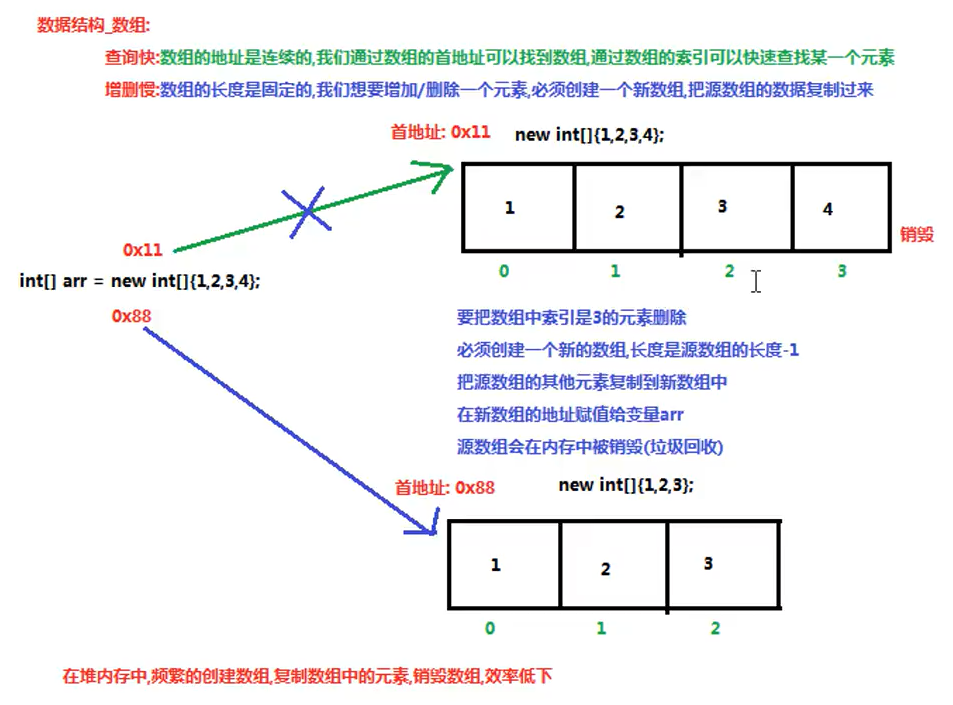 数据结构_数组:
查询快:数组的地址是连续的,我们通过数组的首地址可以找到数组,通过数组的索引可以快速查找某一个元素
增删慢:数组的长度是固定的,我们想要增加/删除一个元素,必须创建一个新数组,把源数组的数据复制过来
首地址: 0x11 new int[]{1,2,3,4};
1 2 3 4
销毁
0x11
0 1 2 3
int[] arr = new int[]{1,2,3,4};
0x88
要把数组中索引是3的元素删除
必须创建一个新的数组,长度是源数组的长度-1
把源数组的其他元素复制到新数组中
在新数组的地址赋值给变量arr
源数组会在内存中被销毁(垃圾回收)
首地址: 0x88 new int[]{1,2,3};
1 2 3
0 1 2
在堆内存中,频繁的创建数组,复制数组中的元素,销毁数组,效率低下